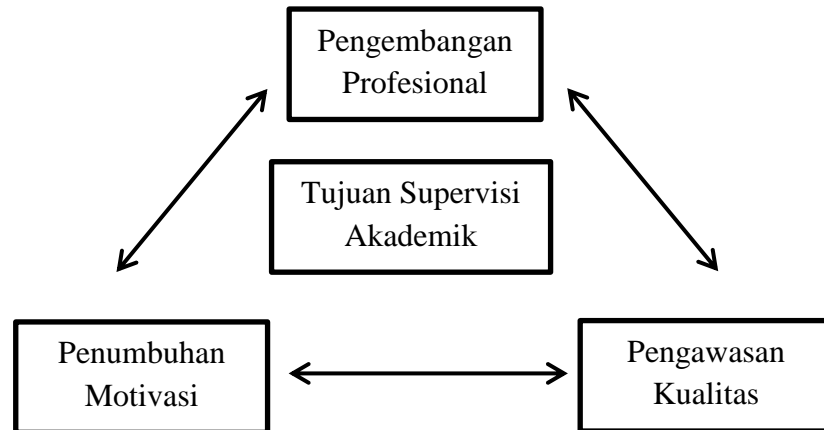 Pengembangan
Profesional
Tujuan Supervisi
Akademik
Penumbuhan
Motivasi
Pengawasan
Kualitas